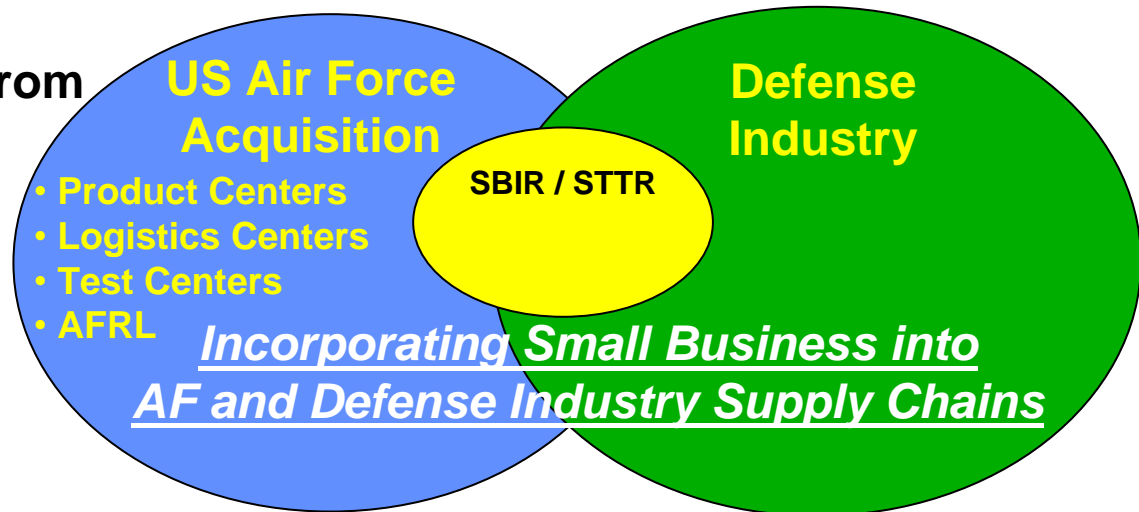 rom
US Air Force
Acquisition
• Product Centers
• Logistics Centers
• Test Centers
• AFRL
SBIR / STTR
Defense
Industry
Incorporating Small Business into
AF and Defense Industry Supply Chains